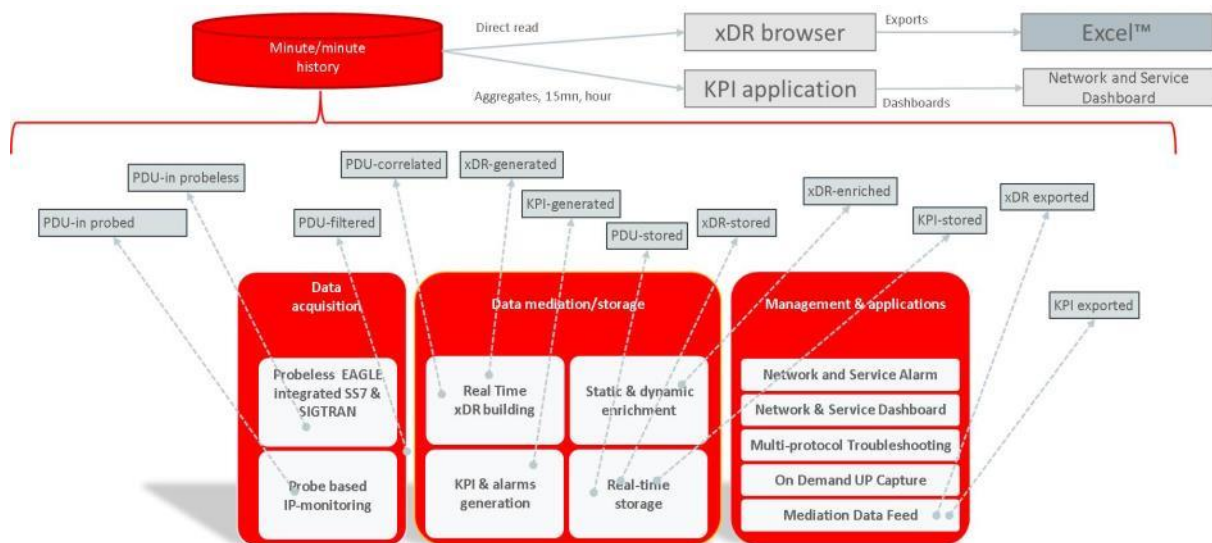 Minute/minute
history
Direct read
xDR browser
Exports
Excel™
Aggregates, 15mn, hour
KPI application
Dashboards
Network and Service
Dashboard
PDU-in probed
PDU-in probeless
PDU-filtered
PDU-correlated
xDR-generated
KPI-generated
PDU-stored
xDR-stored
xDR-enriched
KPI-stored
xDR exported
KPI exported
Data
acquisition
Probeless EAGLE
integrated SS7 &
SIGTRAN
Probe based
IP-monitoring
Data mediation/storage
Real Time
xDR building
Static & dynamic
enrichment
KPI & alarms
generation
Real-time
storage
Management & applications
Network and Service Alarm
Network & Service Dashboard
Multi-protocol Troubleshooting
On Demand UP Capture
Mediation Data Feed